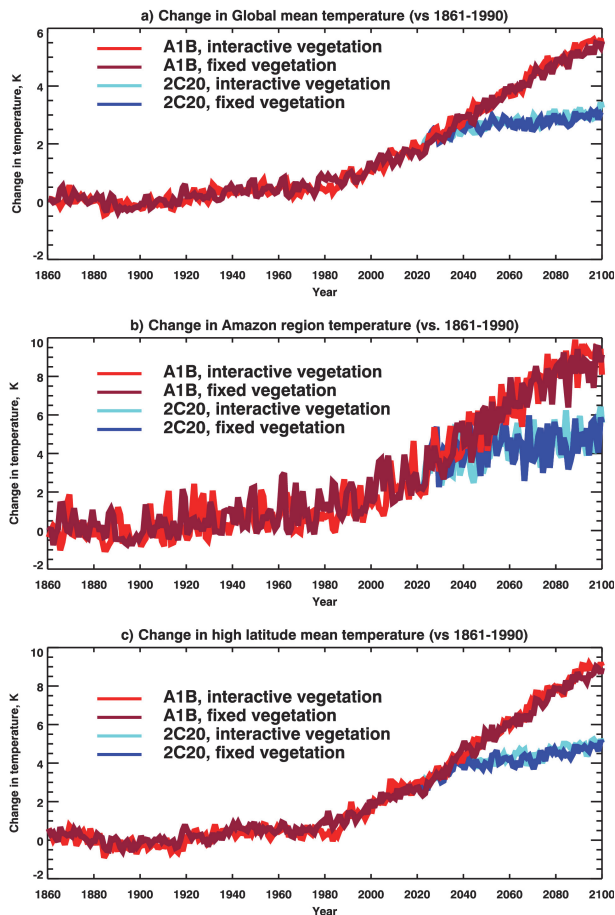 a) Change in Global mean temperature (vs 1861-1990)
Change in temperature, K
6
4
2
0
-2
A1B, interactive vegetation
A1B, fixed vegetation
2C20, interactive vegetation
2C20, fixed vegetation
1860 1880 1900 1920 1940 1960 1980 2000 2020 2040 2060 2080 2100
Year
b) Change in Amazon region temperature (vs. 1861-1990)
Change in temperature, K
10
8
6
4
2
0
-2
A1B, interactive vegetation
A1B, fixed vegetation
2C20, interactive vegetation
2C20, fixed vegetation
1860 1880 1900 1920 1940 1960 1980 2000 2020 2040 2060 2080 2100
Year
c) Change in high latitude mean temperature (vs 1861-1990)
Change in temperature, K
10
8
6
4
2
0
-2
A1B, interactive vegetation
A1B, fixed vegetation
2C20, interactive vegetation
2C20, fixed vegetation
1860 1880 1900 1920 1940 1960 1980 2000 2020 2040 2060 2080 2100
Year